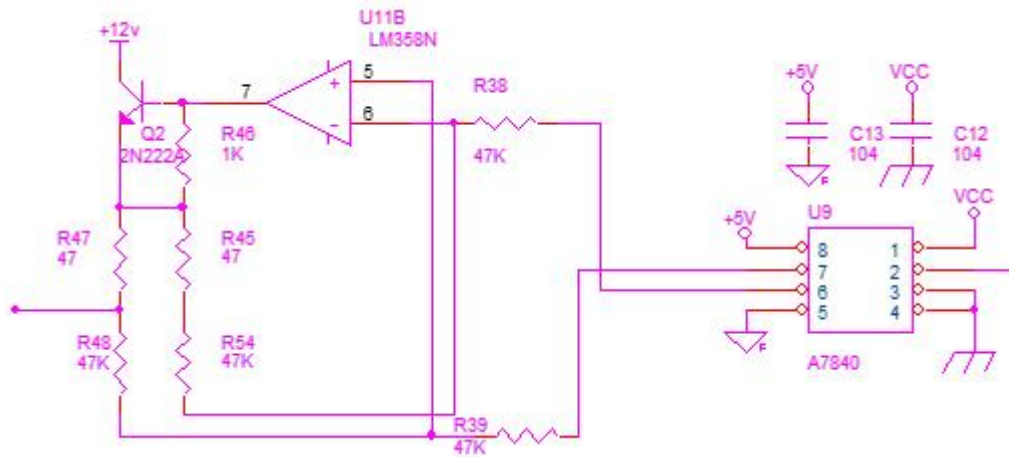 U11B
LM358N
+12v
7
5
+
6
−
Q2
2N222A
R46
1K
R38
47K
+5V
VCC
C13
104
C12
104
F
VCC
U9
+5V
8
1
7
2
6
3
5
4
F
A7840
R47
47
R45
47
R48
47K
R54
47K
R39
47K